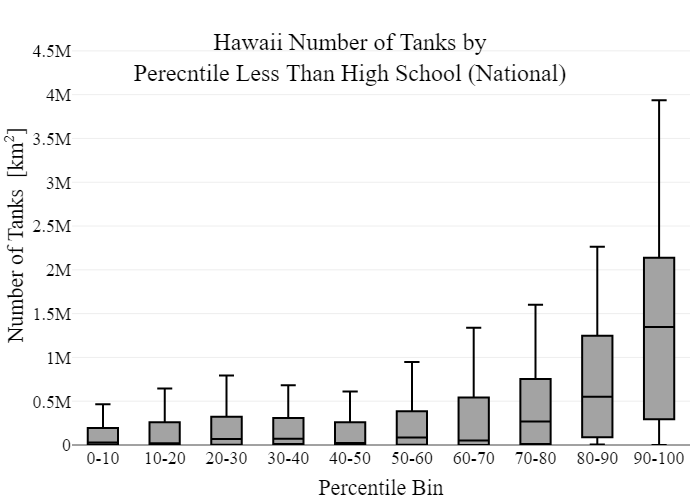 Hawaii Number of Tanks by
Perecntile Less Than High School (National)
Number of Tanks [km²]
4.5M
4M
3.5M
3M
2.5M
2M
1.5M
1M
0.5M
0
0-10 10-20 20-30 30-40 40-50 50-60 60-70 70-80 80-90 90-100
Percentile Bin